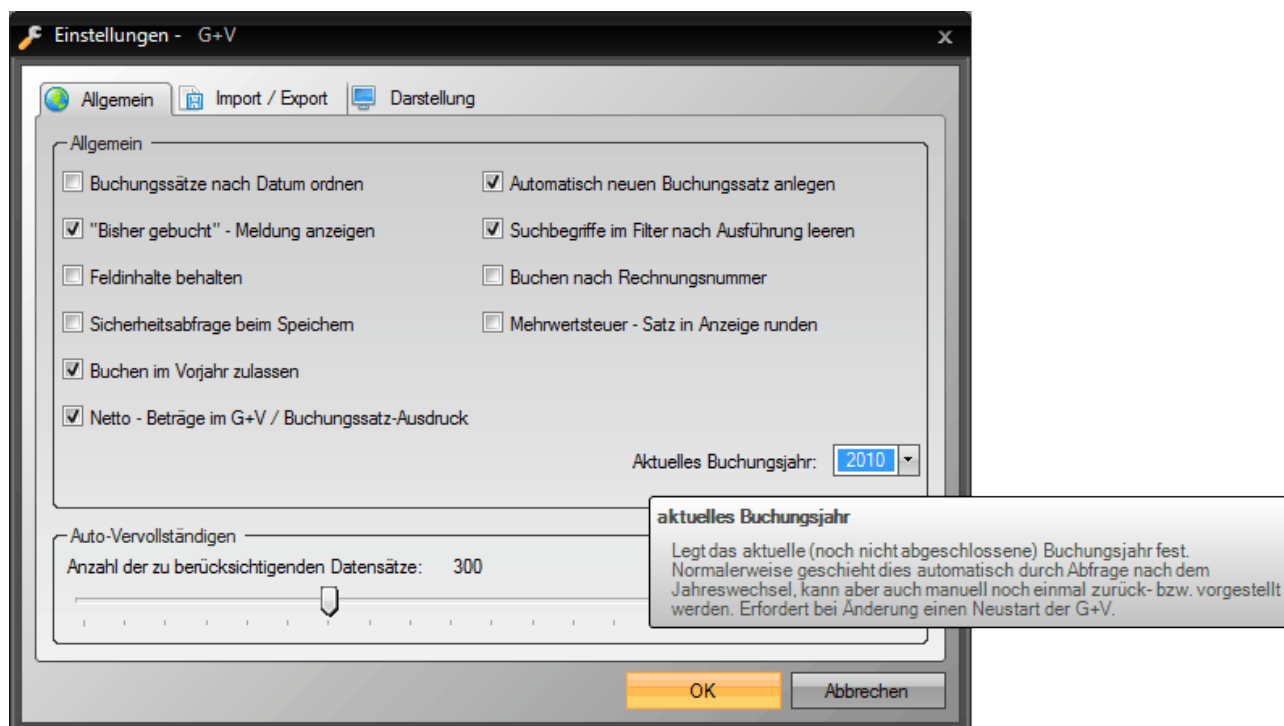 Einstellungen - G+V
x
Allgemein
Import / Export
Darstellung
Allgemein
Buchungssätze nach Datum ordnen
Automatisch neuen Buchungssatz anlegen
"Bisher gebucht" - Meldung anzeigen
Suchbegriffe im Filter nach Ausführung leeren
Feldinhalte behalten
Buchen nach Rechnungsnummer
Sicherheitsabfrage beim Speichern
Mehrwertsteuer - Satz in Anzeige runden
Buchen im Vorjahr zulassen
Netto - Beträge im G+V / Buchungssatz-Ausdruck
Aktuelles Buchungsjahr: 2010
Auto-Vervollständigen
Anzahl der zu berücksichtigenden Datensätze: 300
aktuelles Buchungsjahr
Legt das aktuelle (noch nicht abgeschlossene) Buchungsjahr fest.
Normalerweise geschieht dies automatisch durch Abfrage nach dem
Jahreswechsel, kann aber auch manuell noch einmal zurück- bzw. vorgestellt
werden. Erfordert bei Änderung einen Neustart der G+V.
OK
Abbrechen